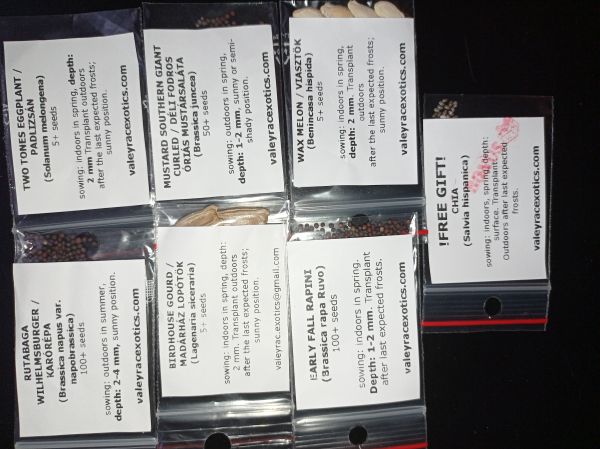 TWO TOMES EGGPLANT /
PADLIZSÁN
(Solanum melongena)
5+ seeds
sowing: indoors in spring, depth:
2 mm Transplant outdoors
after the last expected frosts;
sunny position.
valeyracexotics.com
MUSTARD SOUTHERN GIANT
CURLED / DÉLI FODROS
ÓRIÁS MUSTÁRSALÁTA
(Brassica juncea)
50+ seeds
sowing: outdoors in spring,
depth: 1-2 mm, sunny or semi-
shady position.
valeyracexotics.com
WAX MELON / VIASZTÖK
(Benincasa hispida)
5+ seeds
sowing: indoors in spring,
depth: 2 mm. Transplant
outdoors
after the last expected frosts;
sunny position.
valeyracexotics.com
!FREE GIFT!
CHIA
(Salvia hispanica)
sowing: indoors, spring, depth:
surface. Transplant
Outdoors after last expected
frosts.
valeyracexotics.com
RUTABAGA
WILHELMSBURGER /
KARÓRÉPA
(Brassica napus var.
napobrassica)
100+ seeds
sowing: outdoors in summer,
depth: 2-4 mm, sunny position.
valeyracexotics.com
BIRDHOUSE GOURD /
MADÁRHÁZ LOPÓTÖK
(Lagenaria siceraria)
5+ seeds
sowing: indoors in spring, depth:
2 mm. Transplant outdoors
after the last expected frosts;
sunny position.
valeyrac.exotics@gmail.com
EARLY FALL RAPINI
(Brassica rapa Ruvo)
100+ seeds
sowing: indoors in spring.
Depth: 1-2 mm. Transplant
after last expected frosts.
valeyracexotics.com